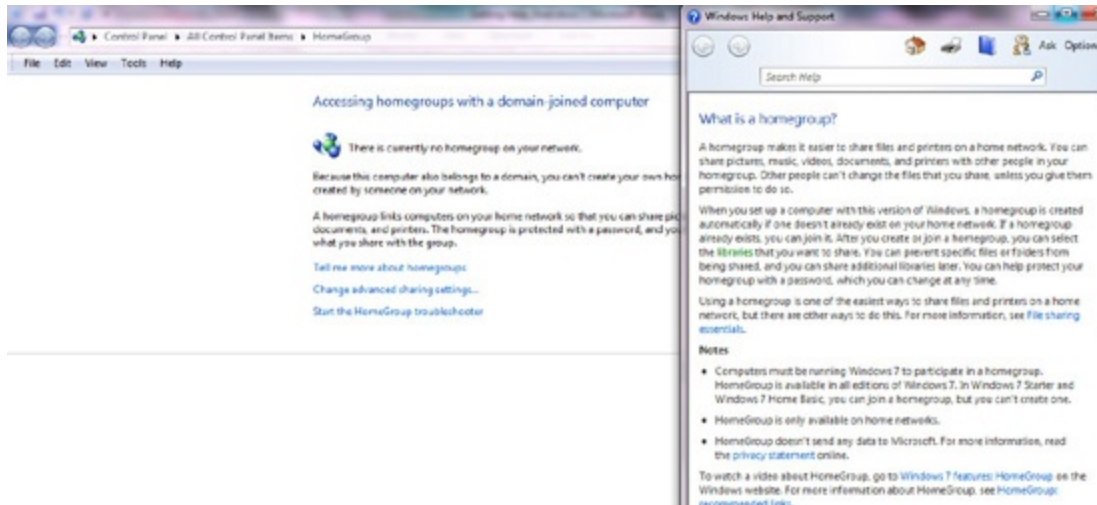 Control Panel ▸ All Control Panel Items ▸ HomeGroup
File Edit View Tools Help
Accessing homegroups with a domain-joined computer
There is currently no homegroup on your network.
Because this computer also belongs to a domain, you can't create your own
created by someone on your network.
A homegroup links computers on your home network so that you can share
documents, and printers. The homegroup is protected with a password, and you
what you share with the group.
Tell me more about homegroups
Change advanced sharing settings...
Start the HomeGroup troubleshooter
Windows Help and Support
Ask Option
Search Help
What is a homegroup?
A homegroup makes it easier to share files and printers on a home network. You can
share pictures, music, videos, documents, and printers with other people in your
homegroup. Other people can't change the files that you share, unless you give them
permission to do so.
When you set up a computer with this version of Windows, a homegroup is created
automatically if one doesn't already exist on your home network. If a homegroup
already exists, you can join it. After you create or join a homegroup, you can select
the libraries that you want to share. You can prevent specific files or folders from
being shared, and you can share additional libraries later. You can help protect your
homegroup with a password, which you can change at any time.
Using a homegroup is one of the easiest ways to share files and printers on a home
network, but there are other ways to do this. For more information, see File sharing
essentials.
Notes
• Computers must be running Windows 7 to participate in a homegroup.
HomeGroup is available in all editions of Windows 7. In Windows 7 Starter and
Windows 7 Home Basic, you can join a homegroup, but you can't create one.
• HomeGroup is only available on home networks.
• HomeGroup doesn't send any data to Microsoft. For more information, read
the privacy statement online.
To watch a video about HomeGroup, go to Windows 7 features: HomeGroup on the
Windows website. For more information about HomeGroup, see HomeGroup:
recommended links.